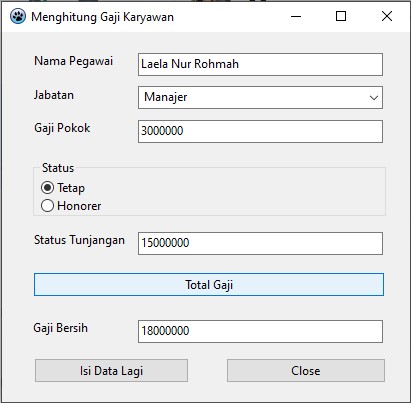 Menghitung Gaji Karyawan
Nama Pegawai Laela Nur Rohmah
Jabatan Manajer
Gaji Pokok 3000000
Status
Tetap
Honorer
Status Tunjangan 15000000
Total Gaji
Gaji Bersih 18000000
Isi Data Lagi Close